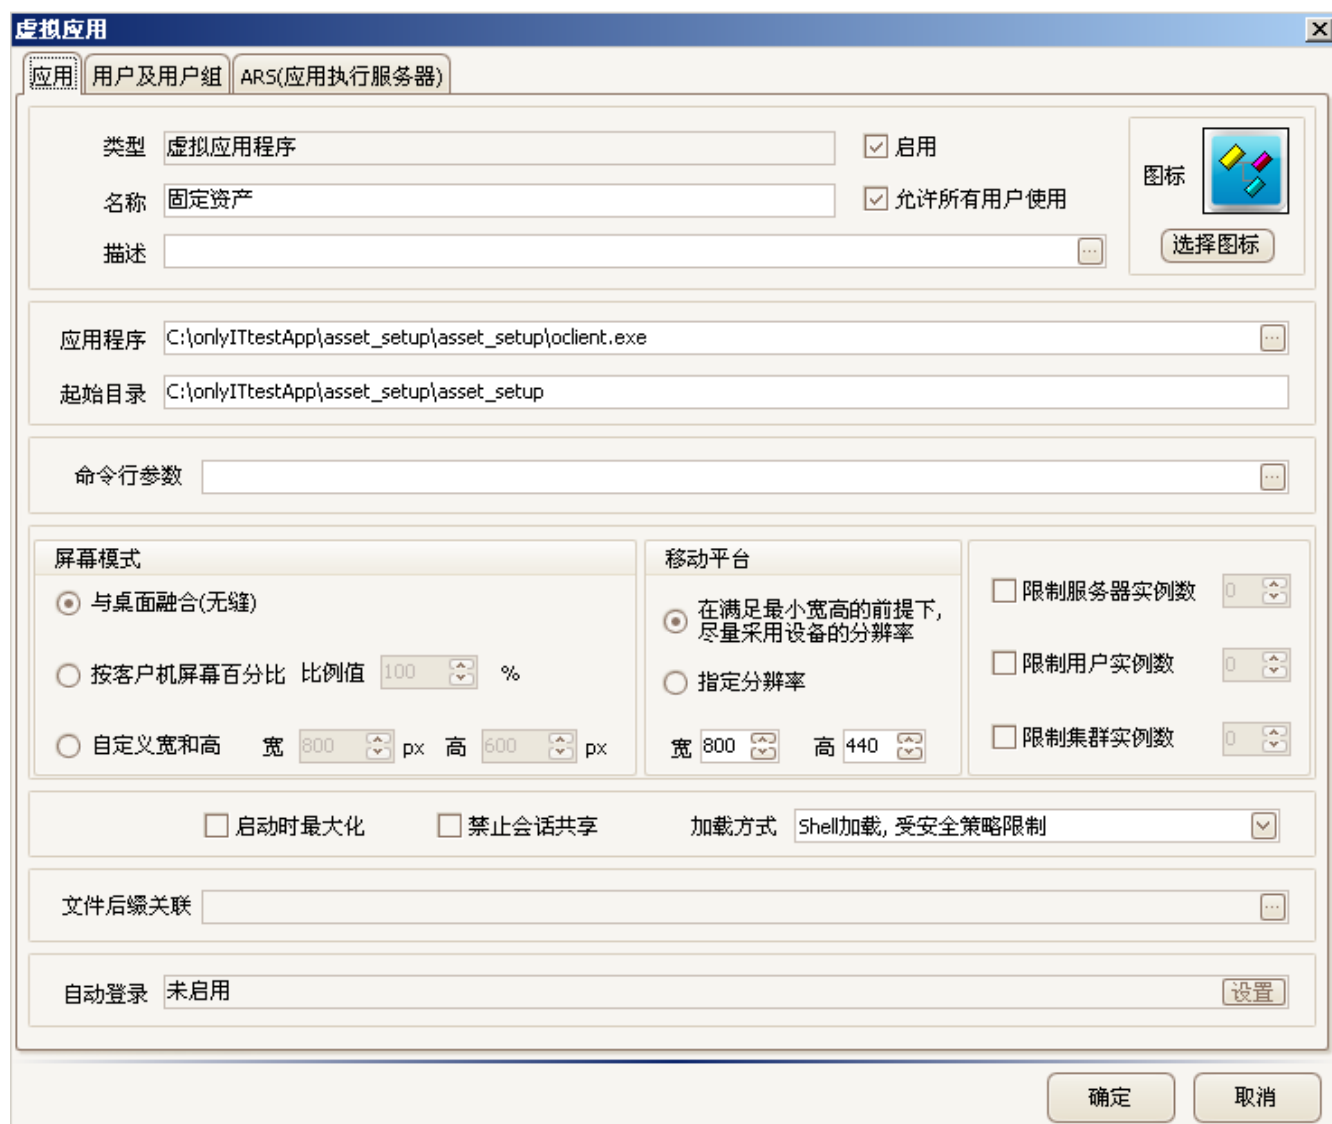 虚拟应用
应用 用户及用户组 ARS(应用执行服务器)
类型 虚拟应用程序 启用
名称 固定资产 允许所有用户使用
图标
描述
选择图标
应用程序 C:\onlyITtestApp\asset_setup\asset_setup\oclient.exe
起始目录 C:\onlyITtestApp\asset_setup\asset_setup
命令行参数
屏幕模式
与桌面融合(无缝)
按客户机屏幕百分比 比例值 100 %
自定义宽和高 宽 800 px 高 600 px
移动平台
在满足最小宽高的前提下,
尽量采用设备的分辨率
指定分辨率
宽 800 高 440
限制服务器实例数 0
限制用户实例数 0
限制集群实例数 0
启动时最大化 禁止会话共享 加载方式 Shell加载, 受安全策略限制
文件后缀关联
自动登录 未启用 设置
确定 取消